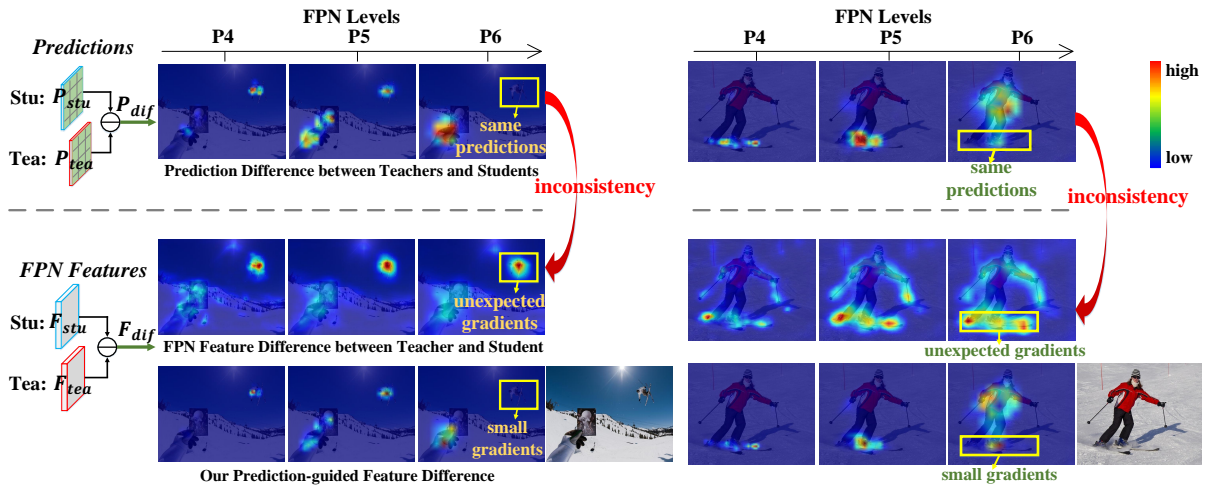 FPN Levels
P4 P5 P6
Predictions
Stu: P_stu
P_dif
Tea: P_tea
same
predictions
Prediction Difference between Teachers and Students
inconsistency
FPN Features
Stu: F_stu
F_dif
Tea: F_tea
unexpected
gradients
FPN Feature Difference between Teacher and Student
small
gradients
Our Prediction-guided Feature Difference
FPN Levels
P4 P5 P6
high
low
same
predictions
inconsistency
unexpected gradients
small gradients